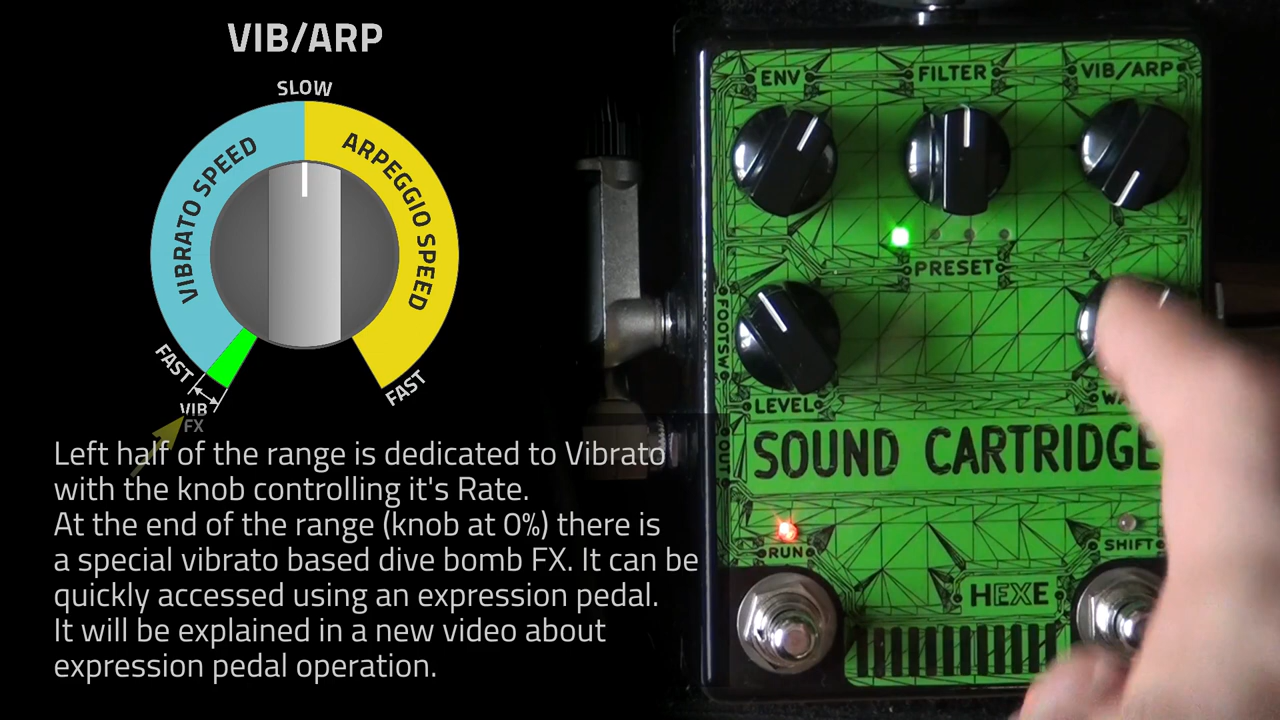 VIB/ARP
SLOW
VIBRATO SPEED
ARPEGGIO SPEED
FAST
FAST
VIB
FX
Left half of the range is dedicated to Vibrato
with the knob controlling it's Rate.
At the end of the range (knob at 0%) there is
a special vibrato based dive bomb FX. It can be
quickly accessed using an expression pedal.
It will be explained in a new video about
expression pedal operation.
ENV
FILTER
VIB/ARP
PRESET
FOOTSW
LEVEL
OUT
SOUND CARTRIDGE
RUN
SHIFT
HEXE